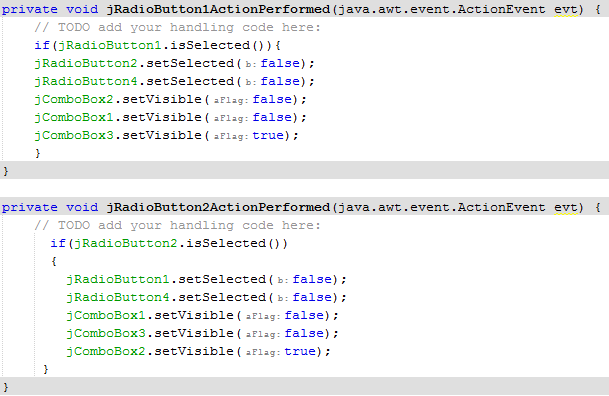 private void jRadioButton1ActionPerformed(java.awt.event.ActionEvent evt) {
// TODO add your handling code here:
if(jRadioButton1.isSelected()){
jRadioButton2.setSelected( b: false);
jRadioButton4.setSelected( b: false);
jComboBox2.setVisible( aFlag: false);
jComboBox1.setVisible( aFlag: false);
jComboBox3.setVisible( aFlag: true);
}
}
private void jRadioButton2ActionPerformed(java.awt.event.ActionEvent evt) {
// TODO add your handling code here:
if(jRadioButton2.isSelected())
{
jRadioButton1.setSelected( b: false);
jRadioButton4.setSelected( b: false);
jComboBox1.setVisible( aFlag: false);
jComboBox3.setVisible( aFlag: false);
jComboBox2.setVisible( aFlag: true);
}
}